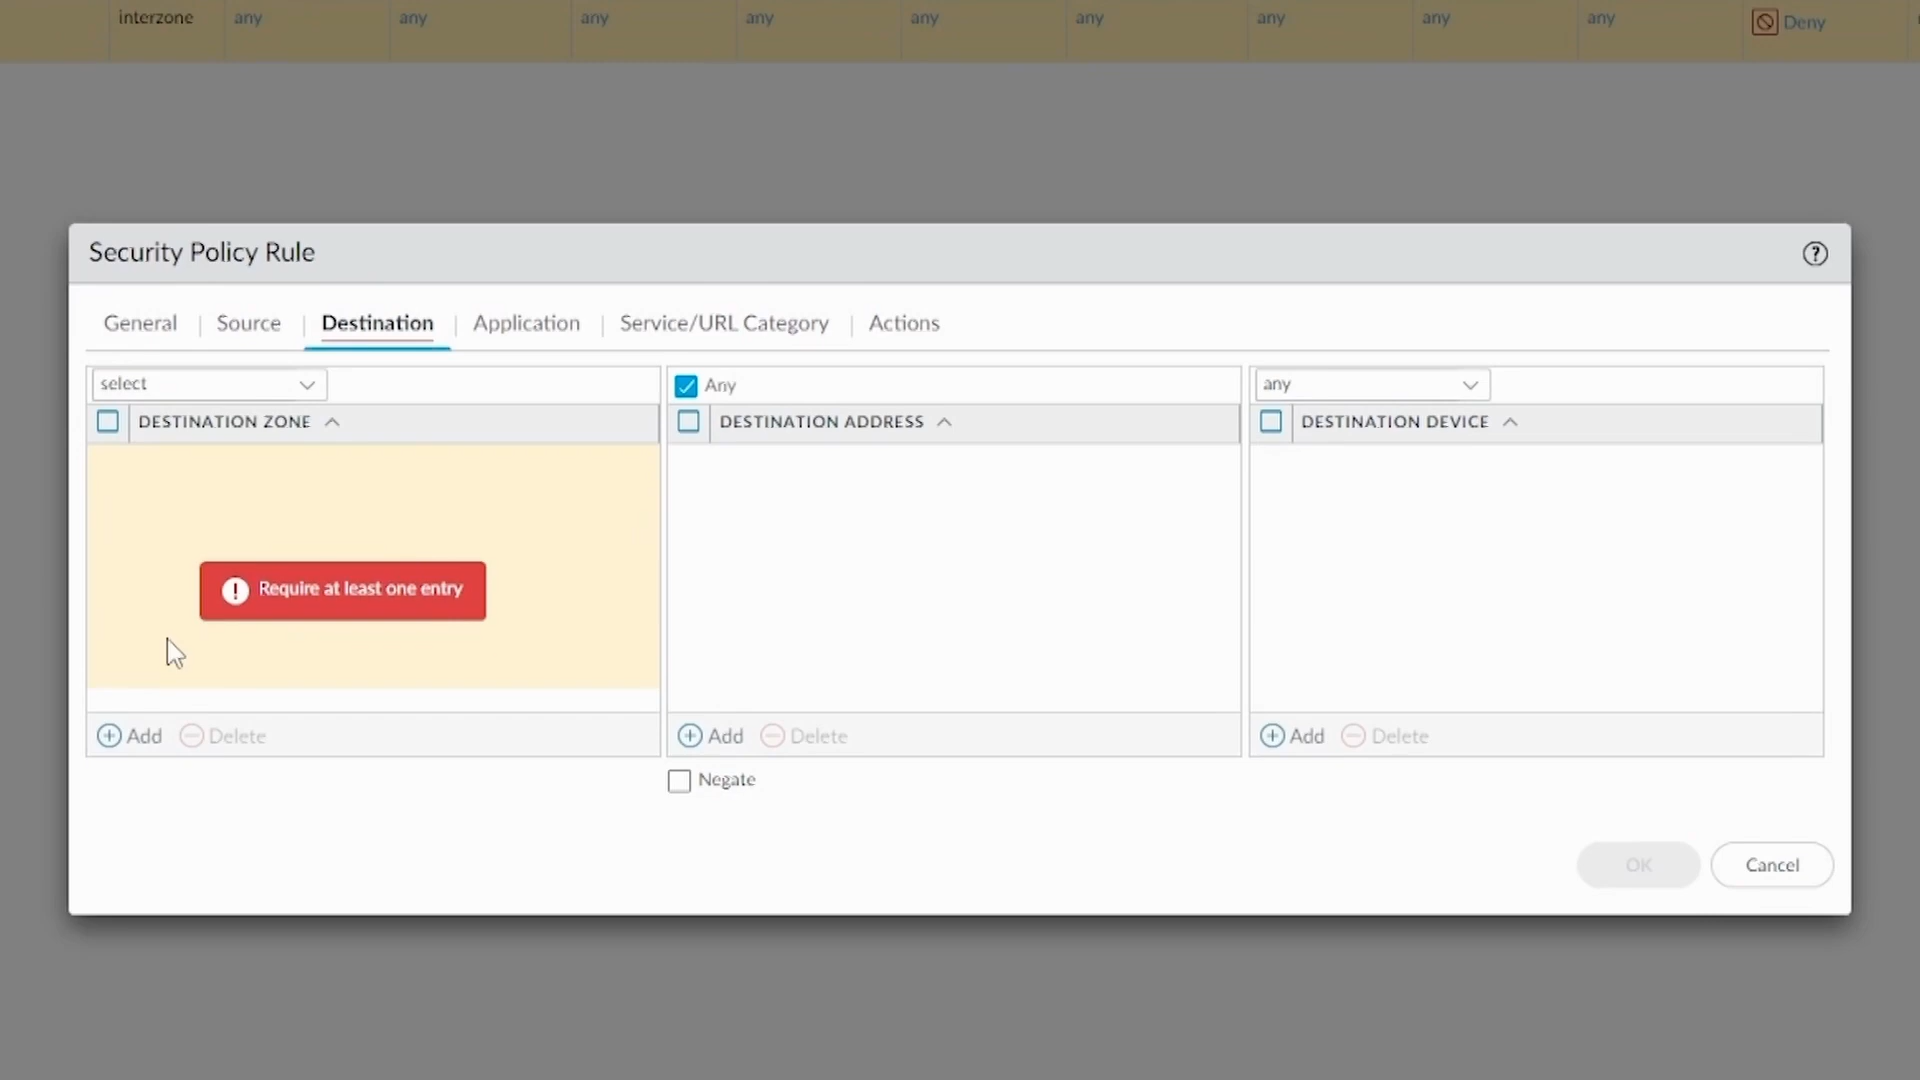 interzone any any any any any any any any any Deny
Security Policy Rule
General Source Destination Application Service/URL Category Actions
select Any any
DESTINATION ZONE DESTINATION ADDRESS DESTINATION DEVICE
Require at least one entry
Add Delete Add Delete Add Delete
Negate
OK Cancel